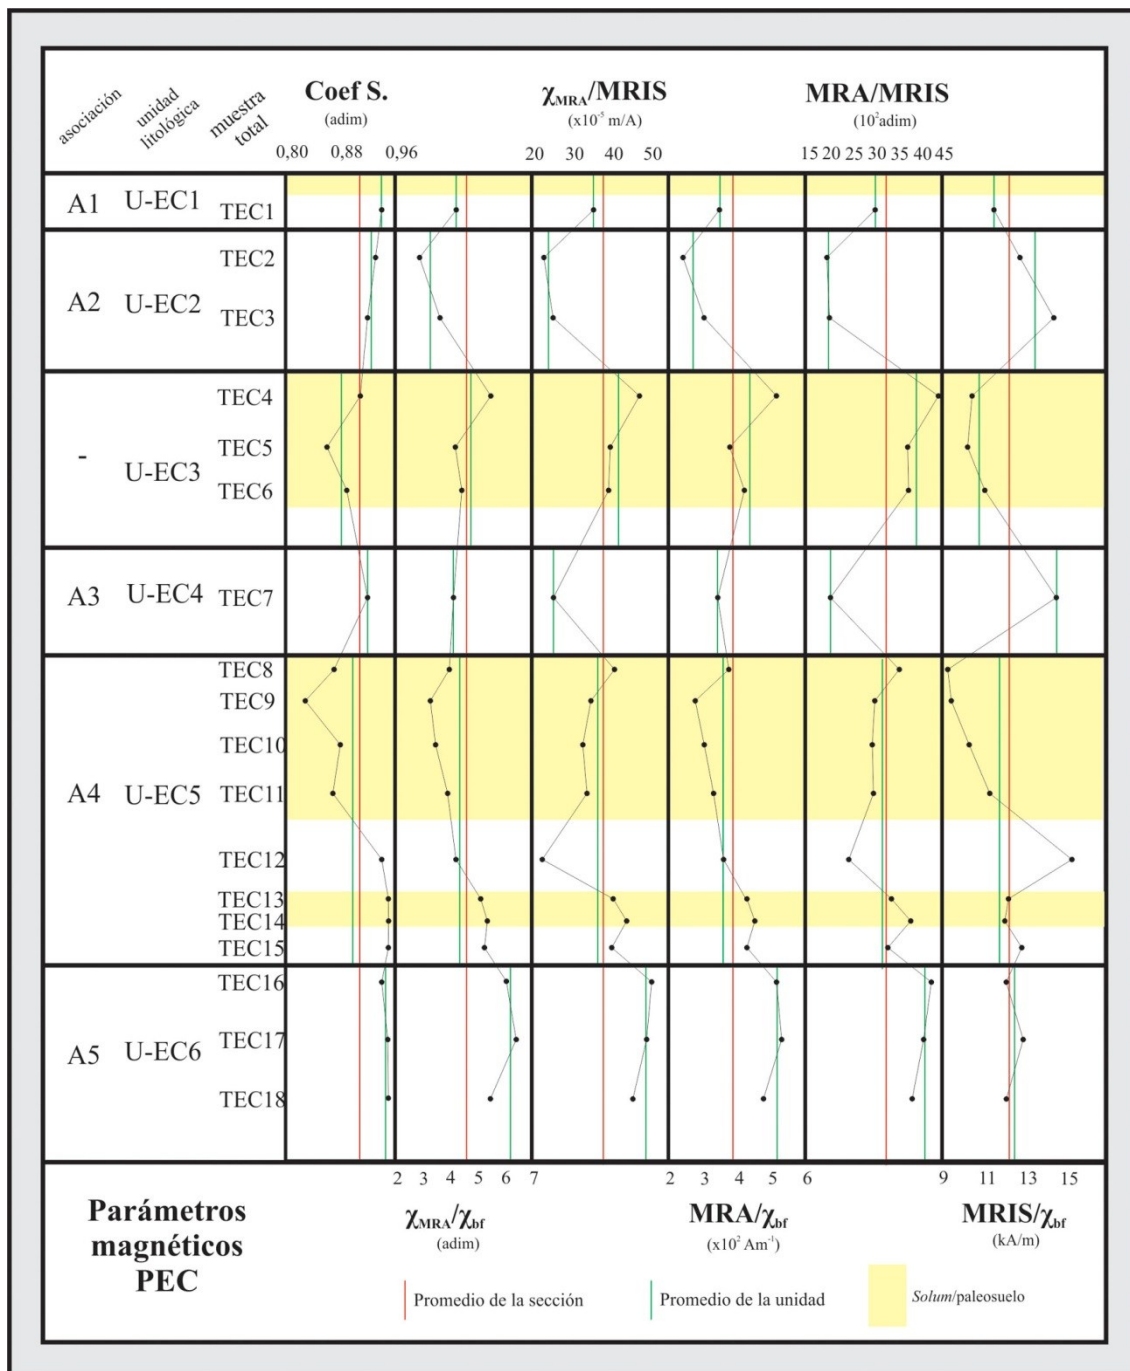 asociación
unidad
litológica
muestra
total
Coef S.
(adim)
0,80 0,88 0,96
χMRA/MRIS
(x10⁻⁵ m/A)
20 30 40 50
MRA/MRIS
(10²adim)
15 20 25 30 35 40 45
A1 U-EC1 TEC1
TEC2
A2 U-EC2
TEC3
TEC4
- U-EC3 TEC5
TEC6
A3 U-EC4 TEC7
TEC8
TEC9
TEC10
A4 U-EC5 TEC11
TEC12
TEC13
TEC14
TEC15
TEC16
A5 U-EC6 TEC17
TEC18
2 3 4 5 6 7
χMRA/χbf
(adim)
2 3 4 5 6
MRA/χbf
(x10² Am⁻¹)
9 11 13 15
MRIS/χbf
(kA/m)
Parámetros
magnéticos
PEC
Promedio de la sección
Promedio de la unidad
Solum/paleosuelo